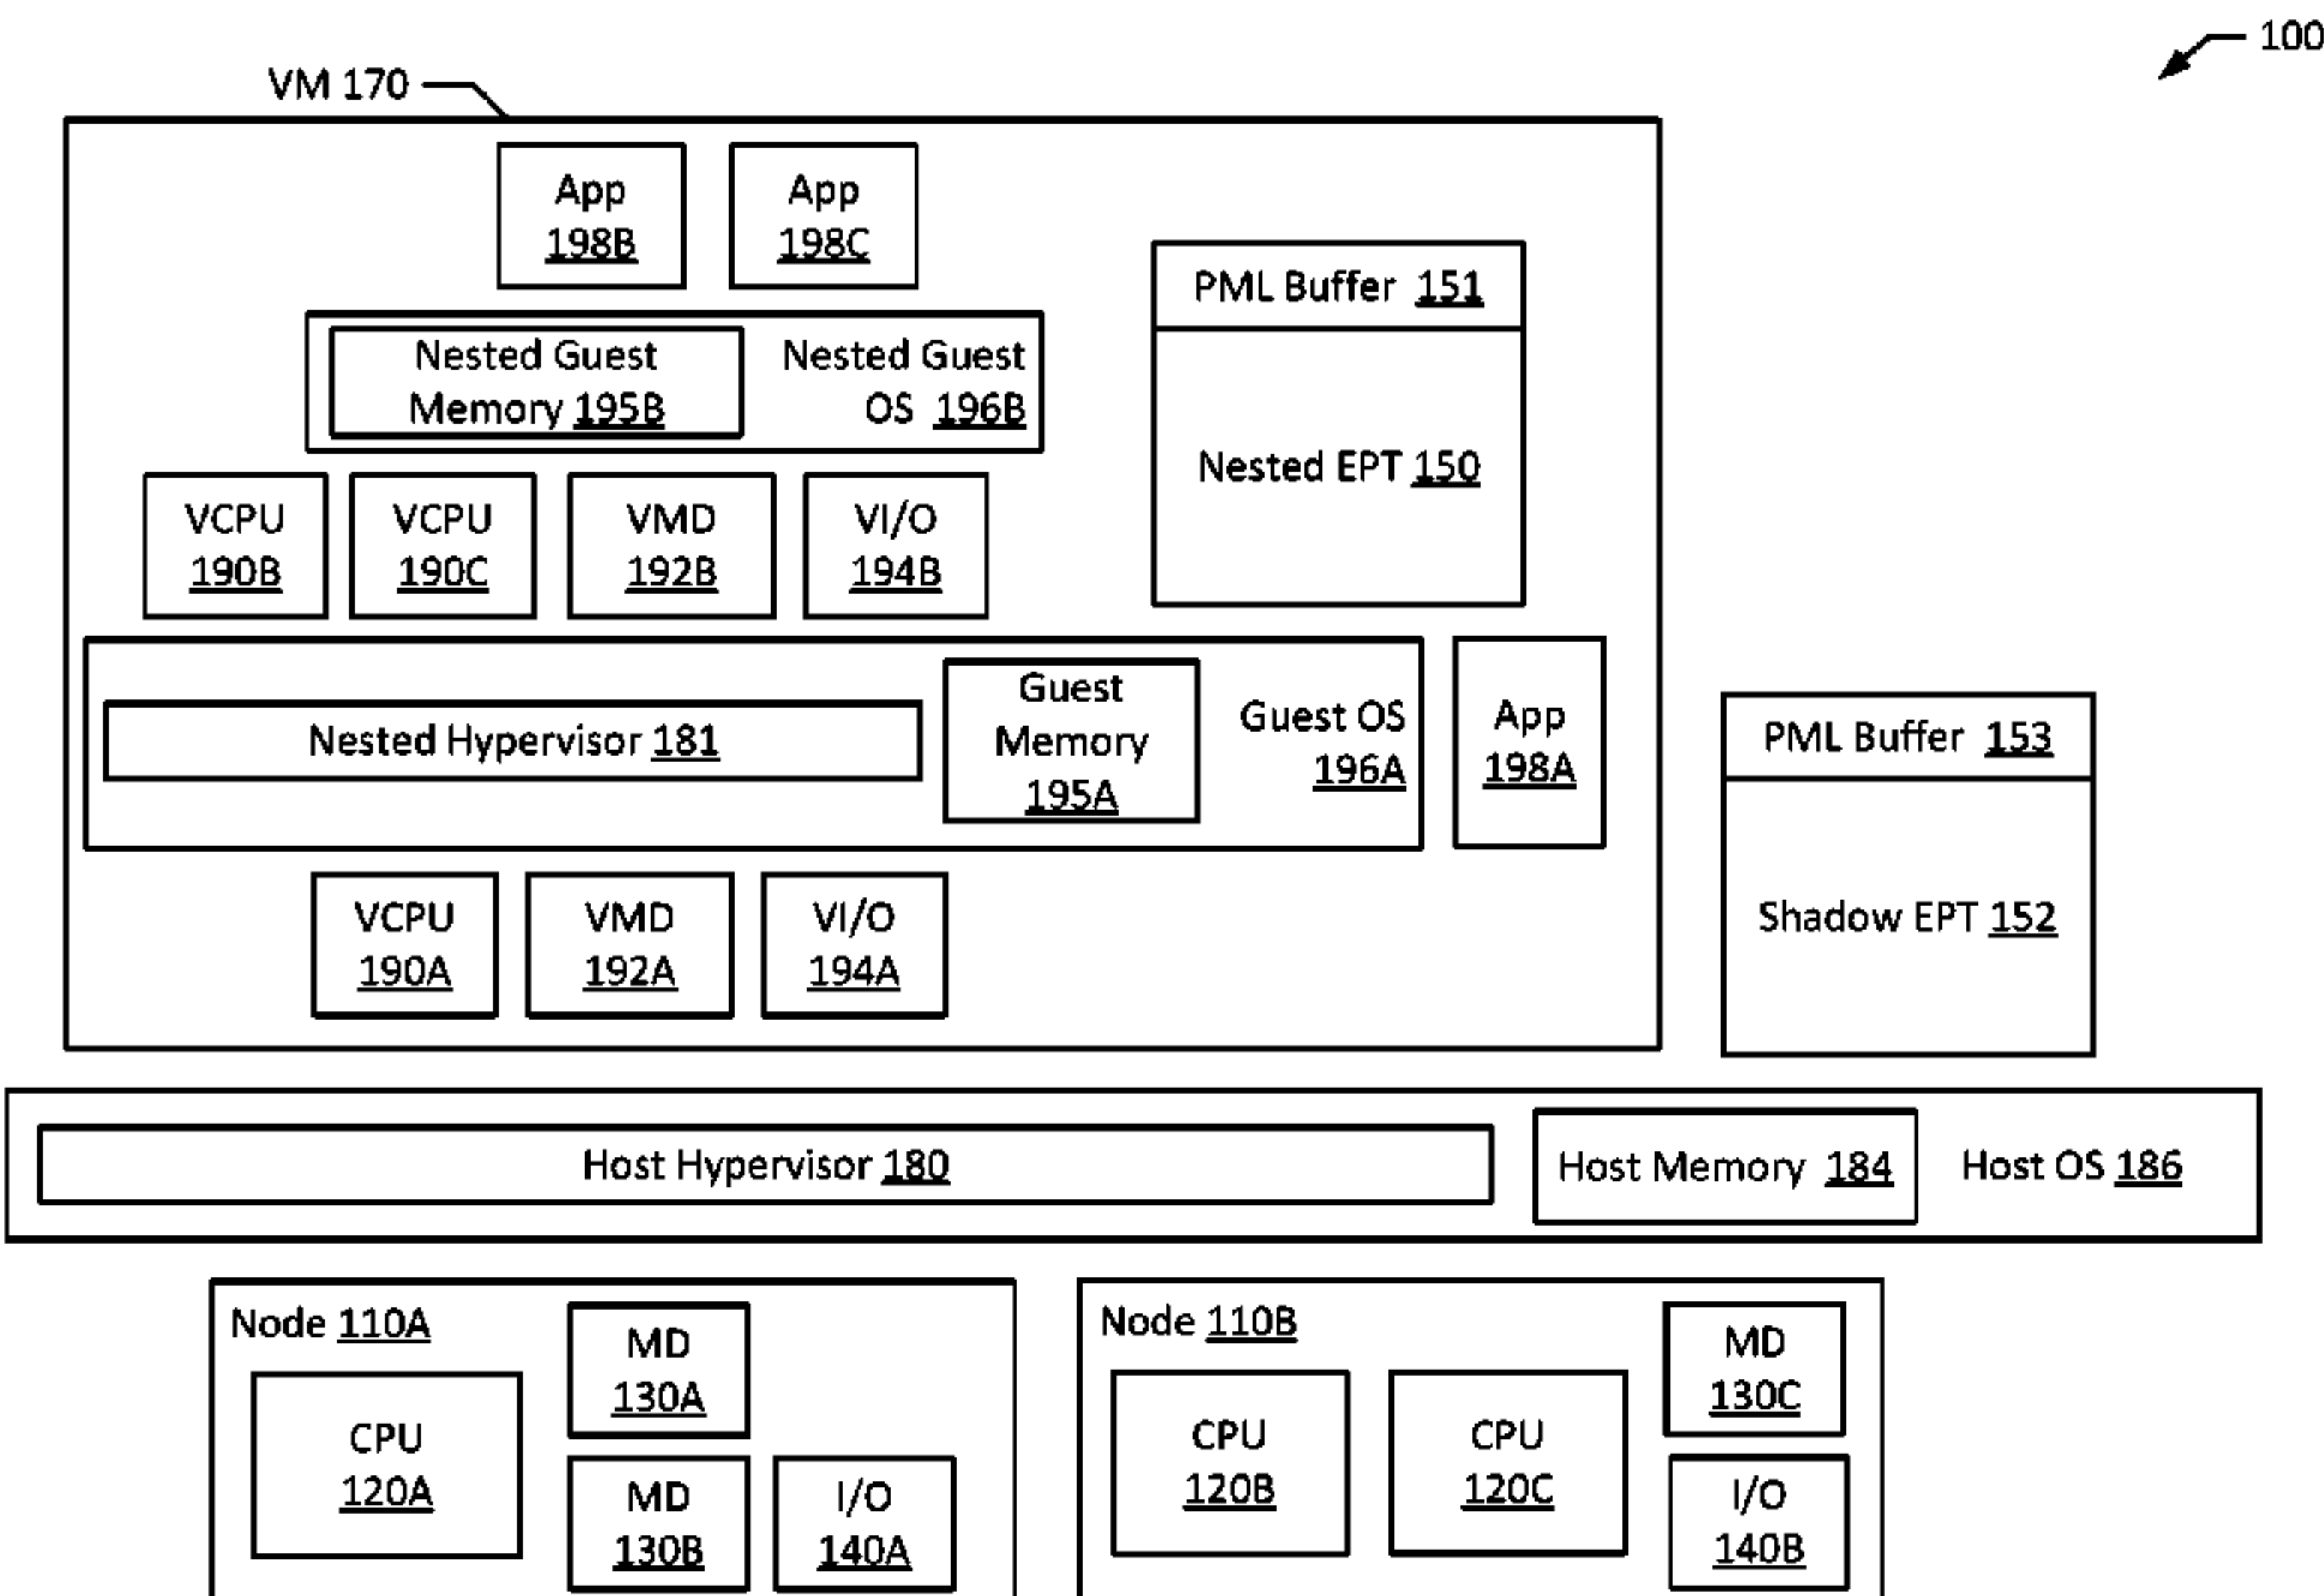 100
VM 170
App
198B
App
198C
PML Buffer 151
Nested EPT 150
Nested Guest
Memory 195B
Nested Guest
OS 196B
VCPU
190B
VCPU
190C
VMD
192B
VI/O
194B
Nested Hypervisor 181
Guest
Memory
195A
Guest OS
196A
App
198A
PML Buffer 153
Shadow EPT 152
VCPU
190A
VMD
192A
VI/O
194A
Host Hypervisor 180
Host Memory 184
Host OS 186
Node 110A
CPU
120A
MD
130A
MD
130B
I/O
140A
Node 110B
CPU
120B
CPU
120C
MD
130C
I/O
140B